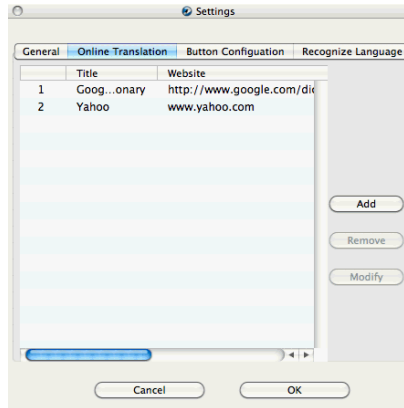 Settings
General Online Translation Button Configuation Recognize Language
Title Website
1 Goog...onary http://www.google.com/dic
2 Yahoo www.yahoo.com
Add
Remove
Modify
Cancel OK